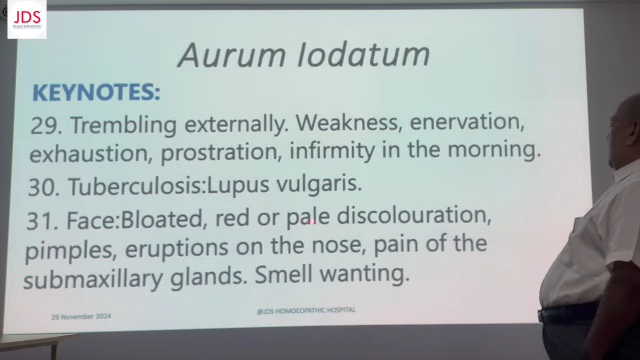 JDS
Aurum Iodatum
KEYNOTES:
29. Trembling externally. Weakness, enervation,
exhaustion, prostration, infirmity in the morning.
30. Tuberculosis:Lupus vulgaris.
31. Face:Bloated, red or pale discolouration,
pimples, eruptions on the nose, pain of the
submaxillary glands. Smell wanting.
29 November 2024
@JDS HOMOEOPATHIC HOSPITAL